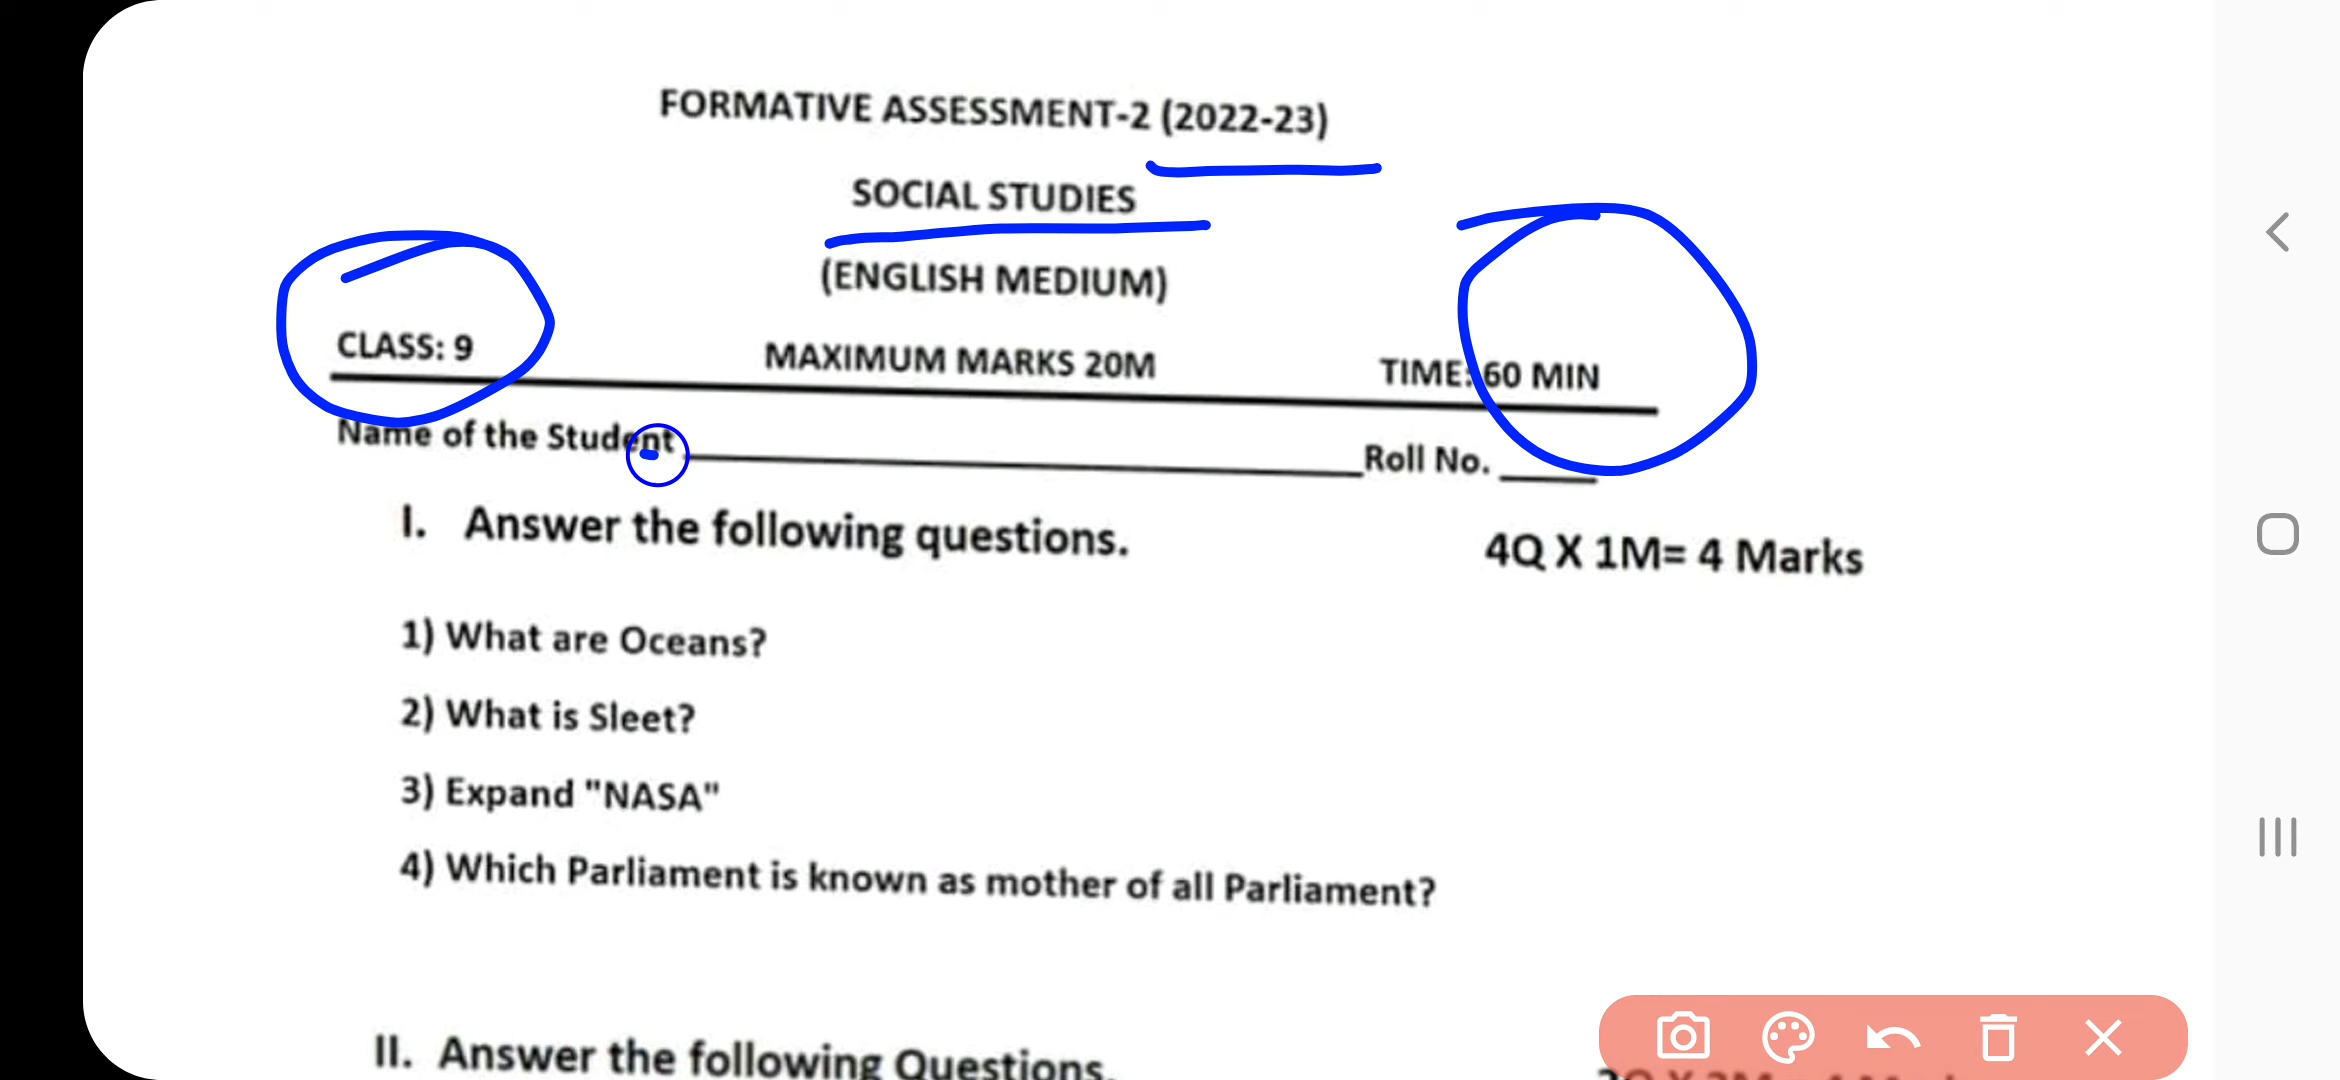 FORMATIVE ASSESSMENT-2 (2022-23)
SOCIAL STUDIES
(ENGLISH MEDIUM)
CLASS: 9 MAXIMUM MARKS 20M TIME: 60 MIN
Name of the Student ____________________ Roll No. _____
I. Answer the following questions. 4Q X 1M= 4 Marks
1) What are Oceans?
2) What is Sleet?
3) Expand "NASA"
4) Which Parliament is known as mother of all Parliament?
II. Answer the following Questions.